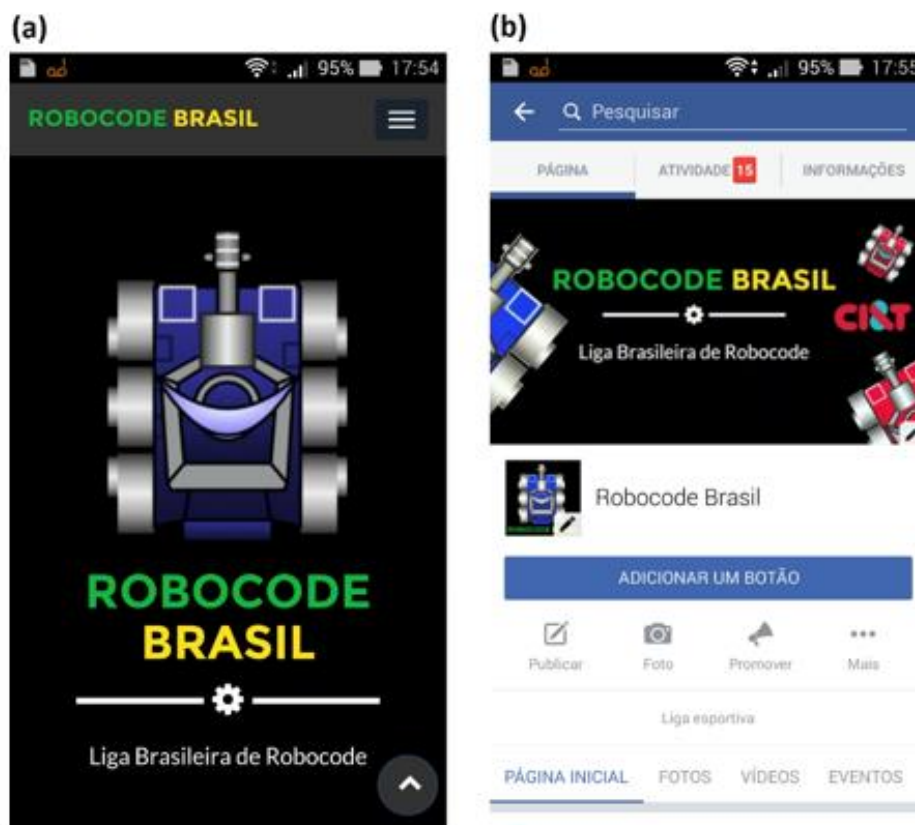 (a)
95% 17:54
ROBOCODE BRASIL
ROBOCODE
BRASIL
Liga Brasileira de Robocode
(b)
95% 17:55
Pesquisar
PÁGINA ATIVIDADE 15 INFORMAÇÕES
ROBOCODE BRASIL
CI&T
Liga Brasileira de Robocode
Robocode Brasil
ADICIONAR UM BOTÃO
Publicar Foto Promover Mais
Liga esportiva
PÁGINA INICIAL FOTOS VÍDEOS EVENTOS